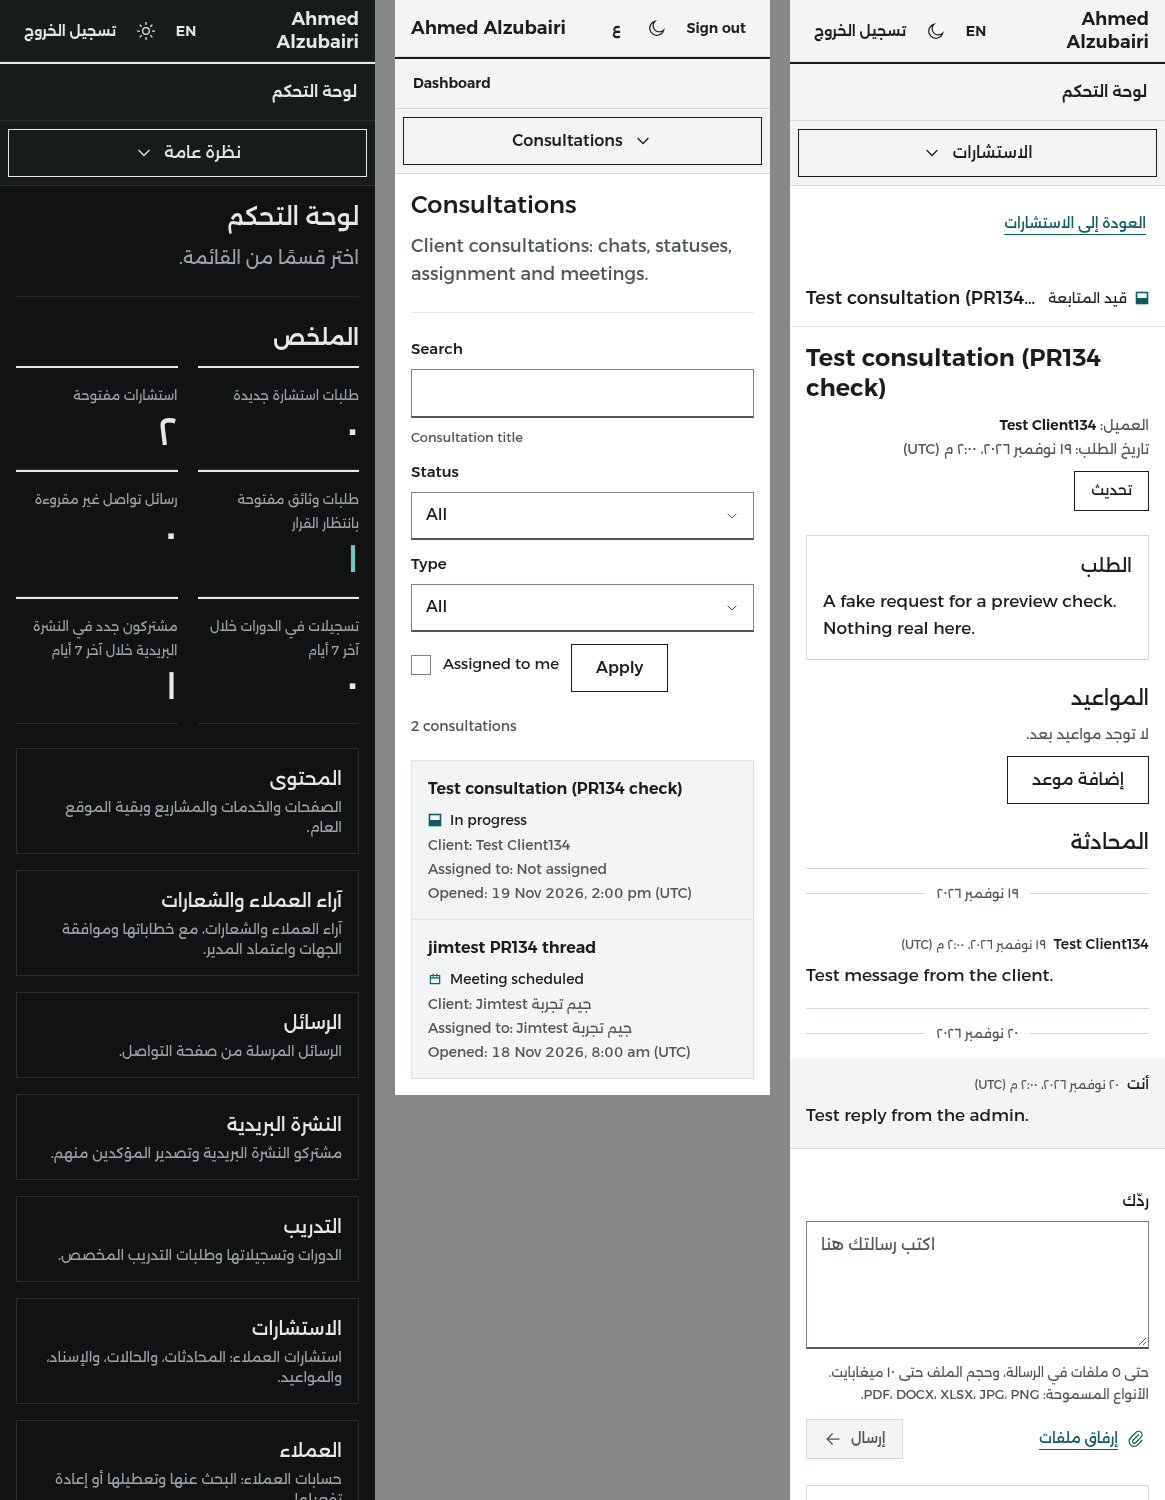 Ahmed
Alzubairi
EN
تسجيل الخروج
لوحة التحكم
نظرة عامة
لوحة التحكم
اختر قسمًا من القائمة.
الملخص
طلبات استشارة جديدة
٠
استشارات مفتوحة
٢
طلبات وثائق مفتوحة
بانتظار القرار
١
رسائل تواصل غير مقروءة
٠
تسجيلات في الدورات خلال
آخر 7 أيام
٠
مشتركون جدد في النشرة
البريدية خلال آخر 7 أيام
١
المحتوى
الصفحات والخدمات والمشاريع وبقية الموقع
العام.
آراء العملاء والشعارات
آراء العملاء والشعارات، مع خطاباتها وموافقة
الجهات واعتماد المدير.
الرسائل
الرسائل المرسلة من صفحة التواصل.
النشرة البريدية
مشتركو النشرة البريدية وتصدير المؤكدين منهم.
التدريب
الدورات وتسجيلاتها وطلبات التدريب المخصص.
الاستشارات
استشارات العملاء: المحادثات، والحالات، والإسناد،
والمواعيد.
العملاء
حسابات العملاء: البحث عنها وتعطيلها أو إعادة
Ahmed Alzubairi
ع
Sign out
Dashboard
Consultations
Consultations
Client consultations: chats, statuses,
assignment and meetings.
Search
Consultation title
Status
All
Type
All
Assigned to me
Apply
2 consultations
Test consultation (PR134 check)
In progress
Client: Test Client134
Assigned to: Not assigned
Opened: 19 Nov 2026, 2:00 pm (UTC)
jimtest PR134 thread
Meeting scheduled
Client: Jimtest جيم تجربة
Assigned to: Jimtest جيم تجربة
Opened: 18 Nov 2026, 8:00 am (UTC)
Ahmed
Alzubairi
EN
تسجيل الخروج
لوحة التحكم
الاستشارات
العودة إلى الاستشارات
قيد المتابعة
Test consultation (PR134...
Test consultation (PR134
check)
العميل: Test Client134
تاريخ الطلب: ١٩ نوفمبر ٢٠٢٦، ٢:٠٠ م (UTC)
تحديث
الطلب
A fake request for a preview check.
Nothing real here.
المواعيد
لا توجد مواعيد بعد.
إضافة موعد
المحادثة
١٩ نوفمبر ٢٠٢٦
Test Client134 ١٩ نوفمبر ٢٠٢٦، ٢:٠٠ م (UTC)
Test message from the client.
٢٠ نوفمبر ٢٠٢٦
أنت ٢٠ نوفمبر ٢٠٢٦، ٢:٠٠ م (UTC)
Test reply from the admin.
ردّك
اكتب رسالتك هنا
حتى ٥ ملفات في الرسالة، وحجم الملف حتى ١٠ ميغابايت.
الأنواع المسموحة: PDF، DOCX، XLSX، JPG، PNG.
إرفاق ملفات
إرسال